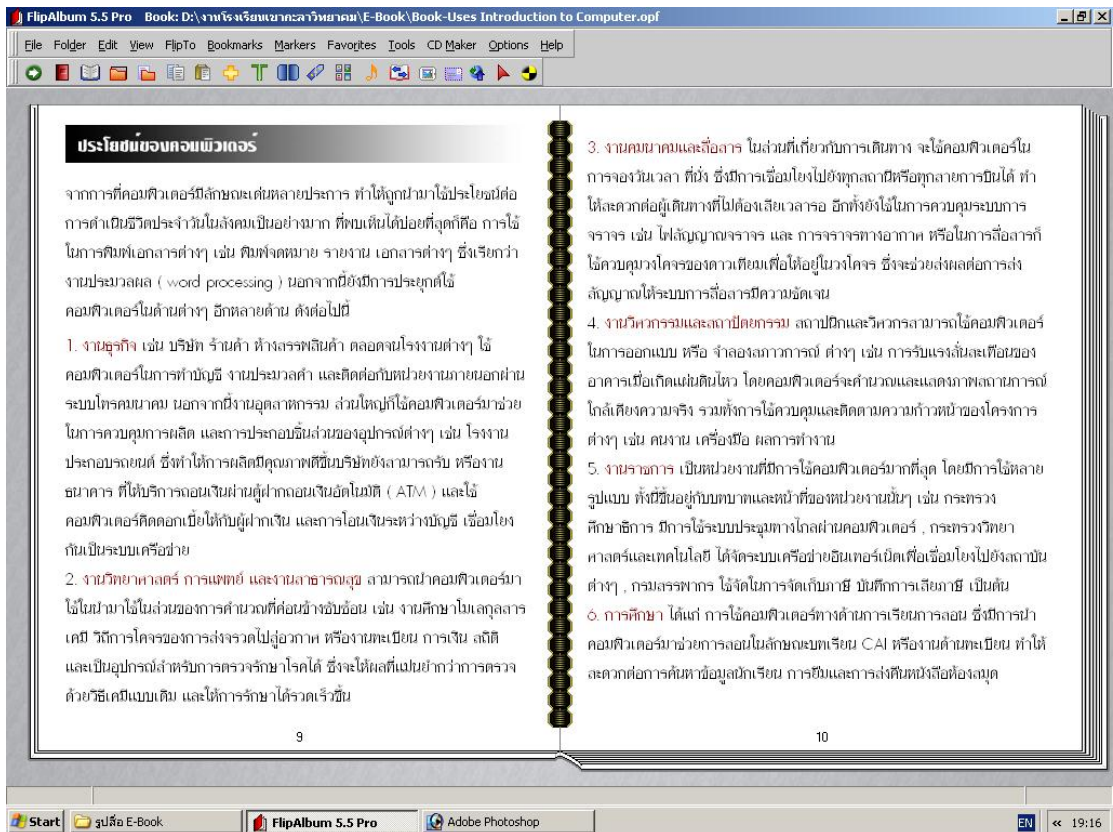 FlipAlbum 5.5 Pro   Book: D:\งานโรงเรียนเขากะลาวิทยาคม\E-Book\Book-Uses Introduction to Computer.opf
File Folder Edit View FlipTo Bookmarks Markers Favorites Tools CD Maker Options Help
ประโยชน์ของคอมพิวเตอร์
จากการที่คอมพิวเตอร์มีลักษณะเด่นหลายประการ ทำให้ถูกนำมาใช้ประโยชน์ต่อ
การดำเนินชีวิตประจำวันในสังคมเป็นอย่างมาก ที่พบเห็นได้บ่อยที่สุดก็คือ การใช้
ในการพิมพ์เอกสารต่างๆ เช่น พิมพ์จดหมาย รายงาน เอกสารต่างๆ ซึ่งเรียกว่า
งานประมวลผล ( word processing ) นอกจากนี้ยังมีการประยุกต์ใช้
คอมพิวเตอร์ในด้านต่างๆ อีกหลายด้าน ดังต่อไปนี้
1. งานธุรกิจ เช่น บริษัท ร้านค้า ห้างสรรพสินค้า ตลอดจนโรงงานต่างๆ ใช้
คอมพิวเตอร์ในการทำบัญชี งานประมวลคำ และติดต่อกับหน่วยงานภายนอกผ่าน
ระบบโทรคมนาคม นอกจากนี้งานอุตสาหกรรม ส่วนใหญ่ก็ใช้คอมพิวเตอร์มาช่วย
ในการควบคุมการผลิต และการประกอบชิ้นส่วนของอุปกรณ์ต่างๆ เช่น โรงงาน
ประกอบรถยนต์ ซึ่งทำให้การผลิตมีคุณภาพดีขึ้นบริษัทยังสามารถรับ หรืองาน
ธนาคาร ที่ให้บริการถอนเงินผ่านตู้ฝากถอนเงินอัตโนมัติ ( ATM ) และใช้
คอมพิวเตอร์คิดดอกเบี้ยให้กับผู้ฝากเงิน และการโอนเงินระหว่างบัญชี เชื่อมโยง
กันเป็นระบบเครือข่าย
2. งานวิทยาศาสตร์ การแพทย์ และงานสาธารณสุข สามารถนำคอมพิวเตอร์มา
ใช้ในนำมาใช้ในส่วนของการคำนวณที่ค่อนข้างซับซ้อน เช่น งานศึกษาโมเลกุลสาร
เคมี วิถีการโคจรของการส่งจรวดไปสู่อวกาศ หรืองานทะเบียน การเงิน สถิติ
และเป็นอุปกรณ์สำหรับการตรวจรักษาโรคได้ ซึ่งจะให้ผลที่แม่นยำกว่าการตรวจ
ด้วยวิธีเคมีแบบเดิม และให้การรักษาได้รวดเร็วขึ้น
9
3. งานคมนาคมและสื่อสาร ในส่วนที่เกี่ยวกับการเดินทาง จะใช้คอมพิวเตอร์ใน
การจองวันเวลา ที่นั่ง ซึ่งมีการเชื่อมโยงไปยังทุกสถานีหรือทุกสายการบินได้ ทำ
ให้สะดวกต่อผู้เดินทางที่ไม่ต้องเสียเวลารอ อีกทั้งยังใช้ในการควบคุมระบบการ
จราจร เช่น ไฟสัญญาณจราจร และ การจราจรทางอากาศ หรือในการสื่อสารก็
ใช้ควบคุมวงโคจรของดาวเทียมเพื่อให้อยู่ในวงโคจร ซึ่งจะช่วยส่งผลต่อการส่ง
สัญญาณให้ระบบการสื่อสารมีความชัดเจน
4. งานวิศวกรรมและสถาปัตยกรรม สถาปนิกและวิศวกรสามารถใช้คอมพิวเตอร์
ในการออกแบบ หรือ จำลองสภาวการณ์ ต่างๆ เช่น การรับแรงสั่นสะเทือนของ
อาคารเมื่อเกิดแผ่นดินไหว โดยคอมพิวเตอร์จะคำนวณและแสดงภาพสถานการณ์
ใกล้เคียงความจริง รวมทั้งการใช้ควบคุมและติดตามความก้าวหน้าของโครงการ
ต่างๆ เช่น คนงาน เครื่องมือ ผลการทำงาน
5. งานราชการ เป็นหน่วยงานที่มีการใช้คอมพิวเตอร์มากที่สุด โดยมีการใช้หลาย
รูปแบบ ทั้งนี้ขึ้นอยู่กับบทบาทและหน้าที่ของหน่วยงานนั้นๆ เช่น กระทรวง
ศึกษาธิการ มีการใช้ระบบประชุมทางไกลผ่านคอมพิวเตอร์ , กระทรวงวิทยา
ศาสตร์และเทคโนโลยี ได้จัดระบบเครือข่ายอินเทอร์เน็ตเพื่อเชื่อมโยงไปยังสถาบัน
ต่างๆ , กรมสรรพากร ใช้จัดในการจัดเก็บภาษี บันทึกการเสียภาษี เป็นต้น
6. การศึกษา ได้แก่ การใช้คอมพิวเตอร์ทางด้านการเรียนการสอน ซึ่งมีการนำ
คอมพิวเตอร์มาช่วยการสอนในลักษณะบทเรียน CAI หรืองานด้านทะเบียน ทำให้
สะดวกต่อการค้นหาข้อมูลนักเรียน การยืมและการส่งคืนหนังสือห้องสมุด
10
Start รูปสื่อ E-Book FlipAlbum 5.5 Pro Adobe Photoshop EN « 19:16